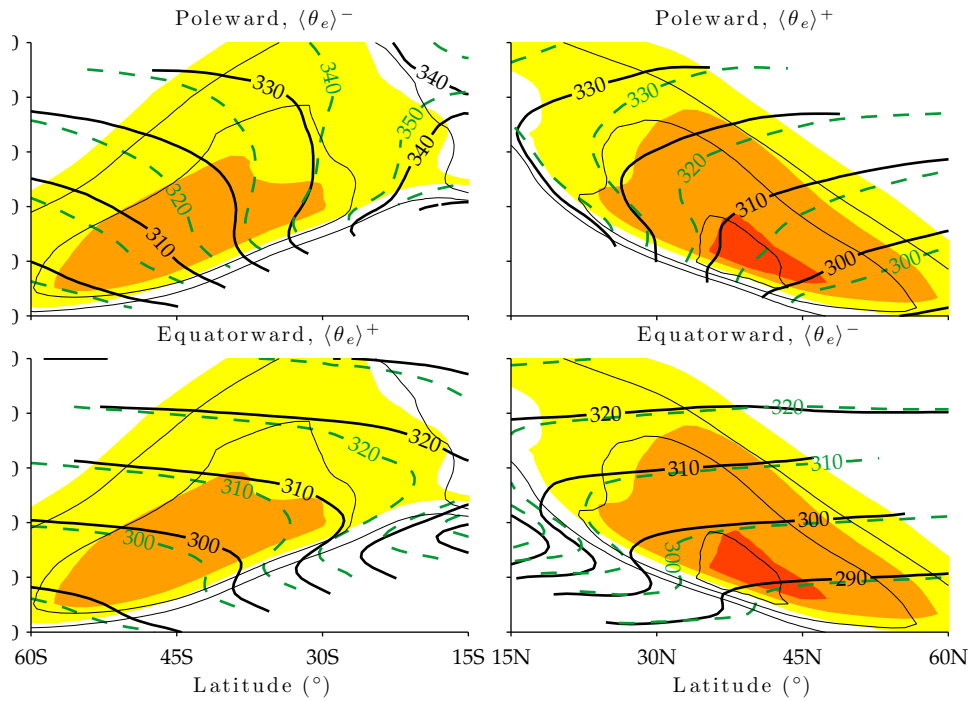 Poleward, ⟨θe⟩⁻ Poleward, ⟨θe⟩⁺
0 330 340 340 330 330
350 340
320 320
310 310
300 300
Equatorward, ⟨θe⟩⁺ Equatorward, ⟨θe⟩⁻
0 320 320 320 320
310 310 310 310
300 300 300 300
290
60S 45S 30S 15S 15N 30N 45N 60N
Latitude (°) Latitude (°)